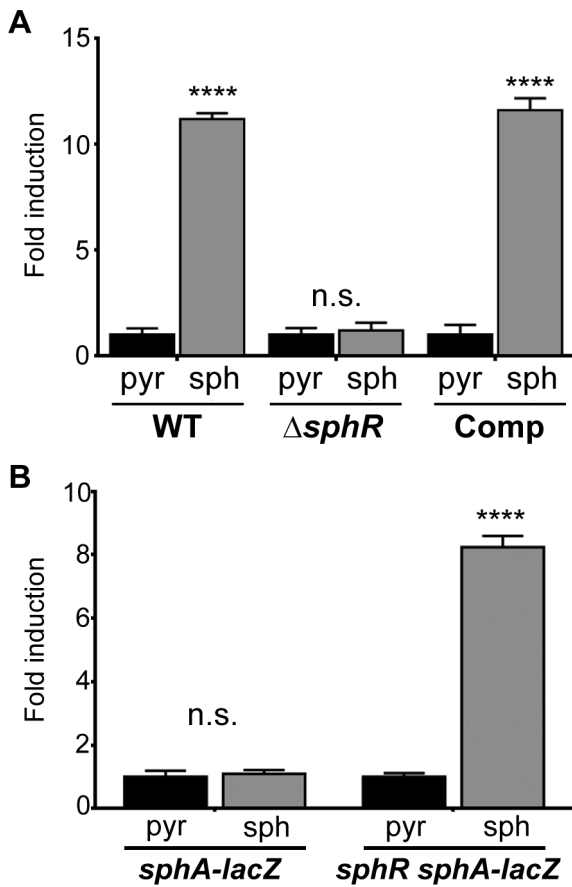 A
15
10
5
0
Fold induction
****
n.s.
****
pyr sph pyr sph pyr sph
WT ΔsphR Comp
B
10
8
6
4
2
0
Fold induction
n.s.
****
pyr sph pyr sph
sphA-lacZ sphR sphA-lacZ